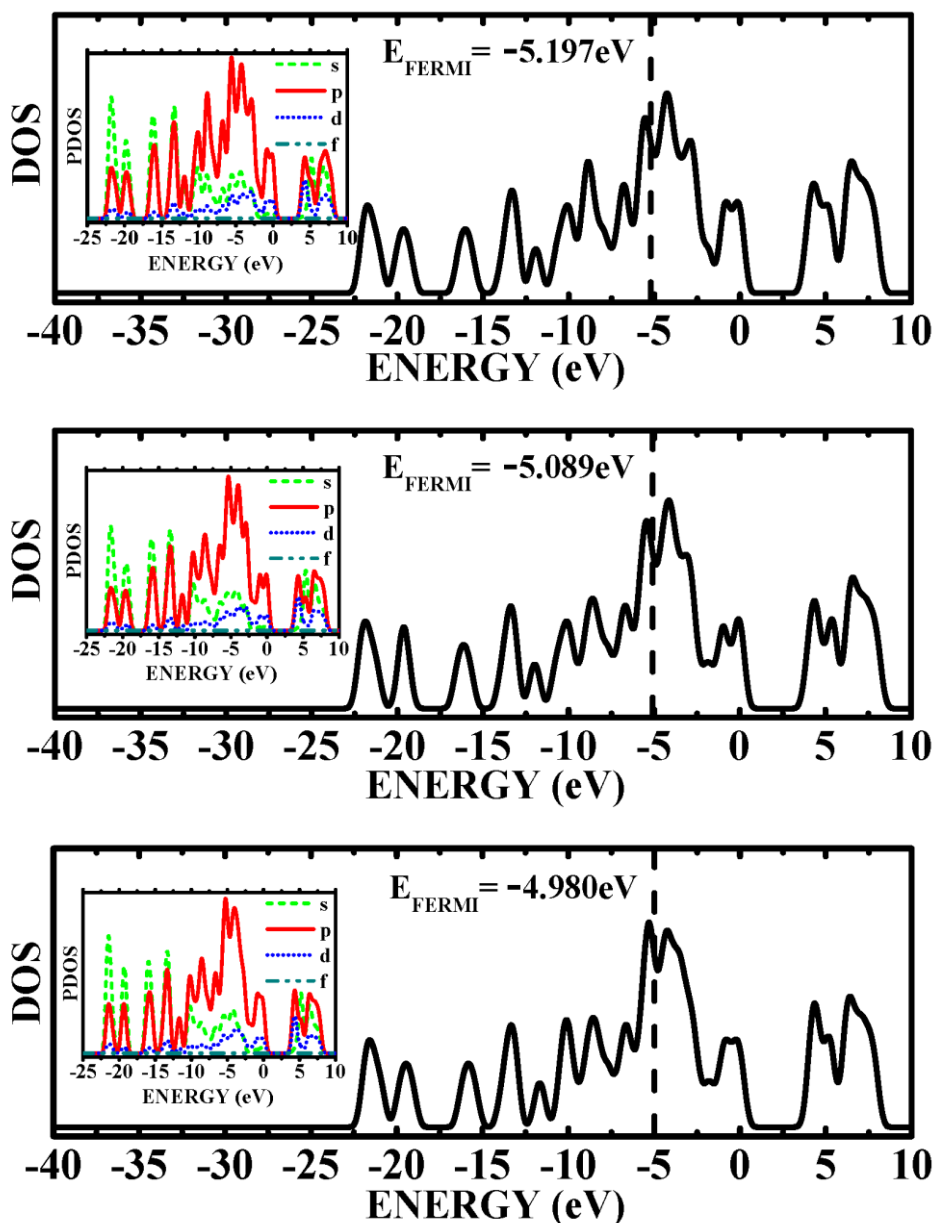 E_FERMI = −5.197eV
s
p
d
f
PDOS
-25 -20 -15 -10 -5 0 5 10
ENERGY (eV)
DOS
-40 -35 -30 -25 -20 -15 -10 -5 0 5 10
ENERGY (eV)
E_FERMI = −5.089eV
s
p
d
f
PDOS
-25 -20 -15 -10 -5 0 5 10
ENERGY (eV)
DOS
-40 -35 -30 -25 -20 -15 -10 -5 0 5 10
ENERGY (eV)
E_FERMI = −4.980eV
s
p
d
f
PDOS
-25 -20 -15 -10 -5 0 5 10
ENERGY (eV)
DOS
-40 -35 -30 -25 -20 -15 -10 -5 0 5 10
ENERGY (eV)